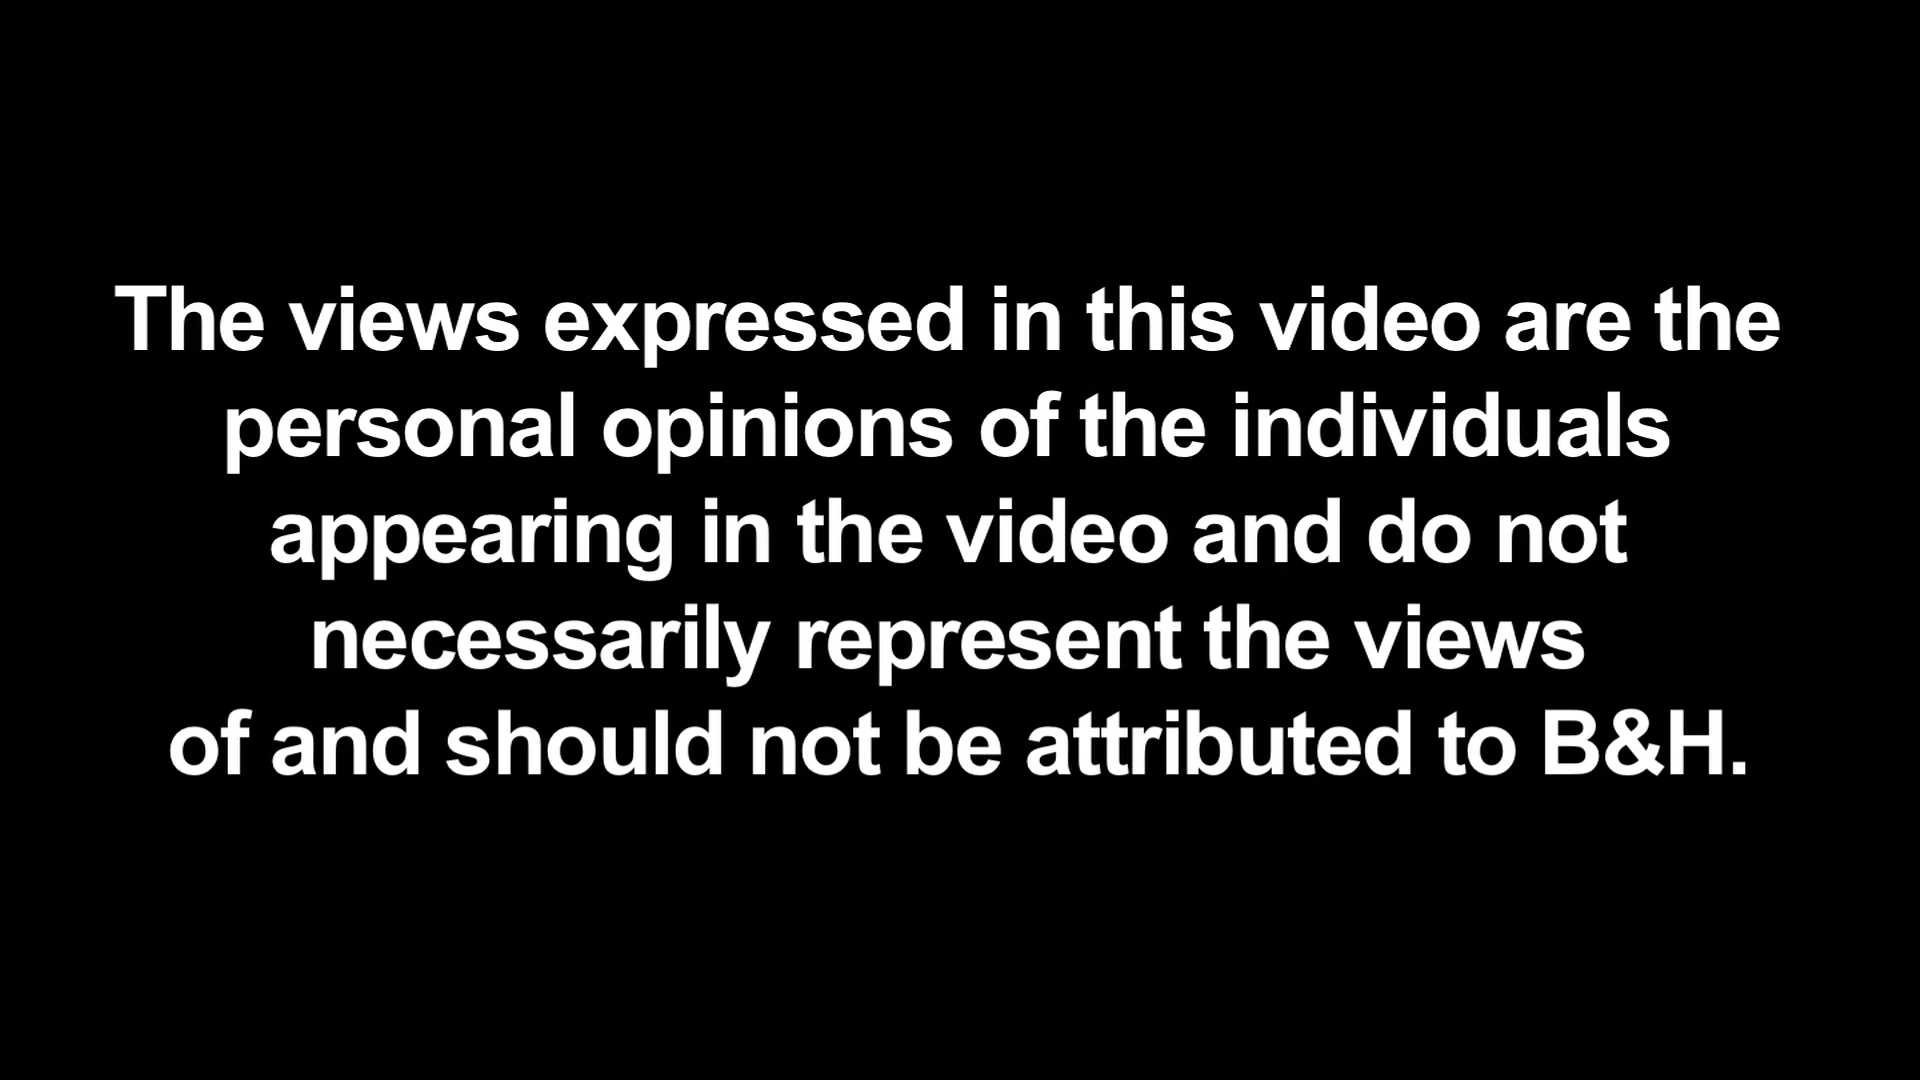 The views expressed in this video are the
personal opinions of the individuals
appearing in the video and do not
necessarily represent the views
of and should not be attributed to B&H.